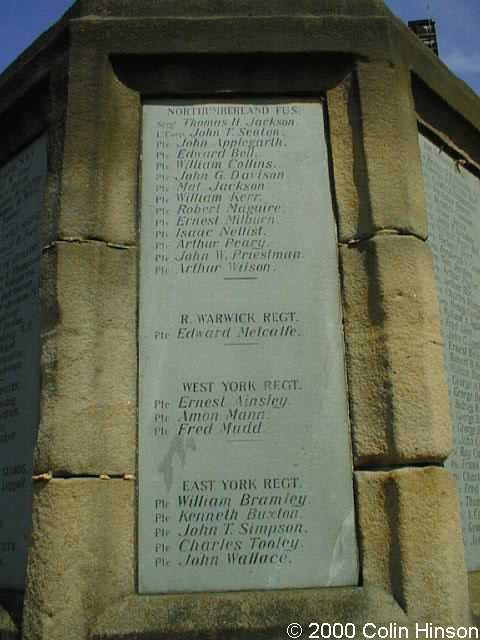 NORTHUMBERLAND FUS.
Sergt Thomas H. Jackson
L.Corp. John T. Seaton.
Pte John Applegarth.
Pte Edward Bell.
Pte William Collins.
Pte John G. Davison
Pte Mat Jackson
Pte William Kerr.
Pte Robert Maguire.
Pte Ernest Milburn.
Pte Isaac Nellist.
Pte Arthur Peary.
Pte John W. Priestman.
Pte Arthur Wilson.
R. WARWICK REGT.
Pte Edward Metcalfe.
WEST YORK REGT.
Pte Ernest Ainsley.
Pte Amon Mann.
Pte Fred Mudd.
EAST YORK REGT.
Pte William Bramley
Pte Kenneth Buxton.
Pte John T. Simpson.
Pte Charles Tooley.
Pte John Wallace.
© 2000 Colin Hinson